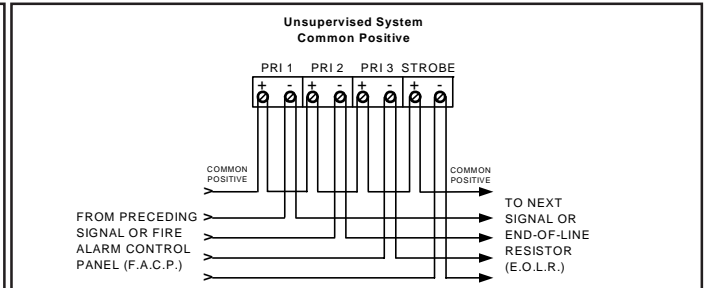 Unsupervised System
Common Positive
PRI 1 PRI 2 PRI 3 STROBE
+ - + - + - + -
COMMON
POSITIVE
COMMON
POSITIVE
FROM PRECEDING
SIGNAL OR FIRE
ALARM CONTROL
PANEL (F.A.C.P.)
TO NEXT
SIGNAL OR
END-OF-LINE
RESISTOR
(E.O.L.R.)